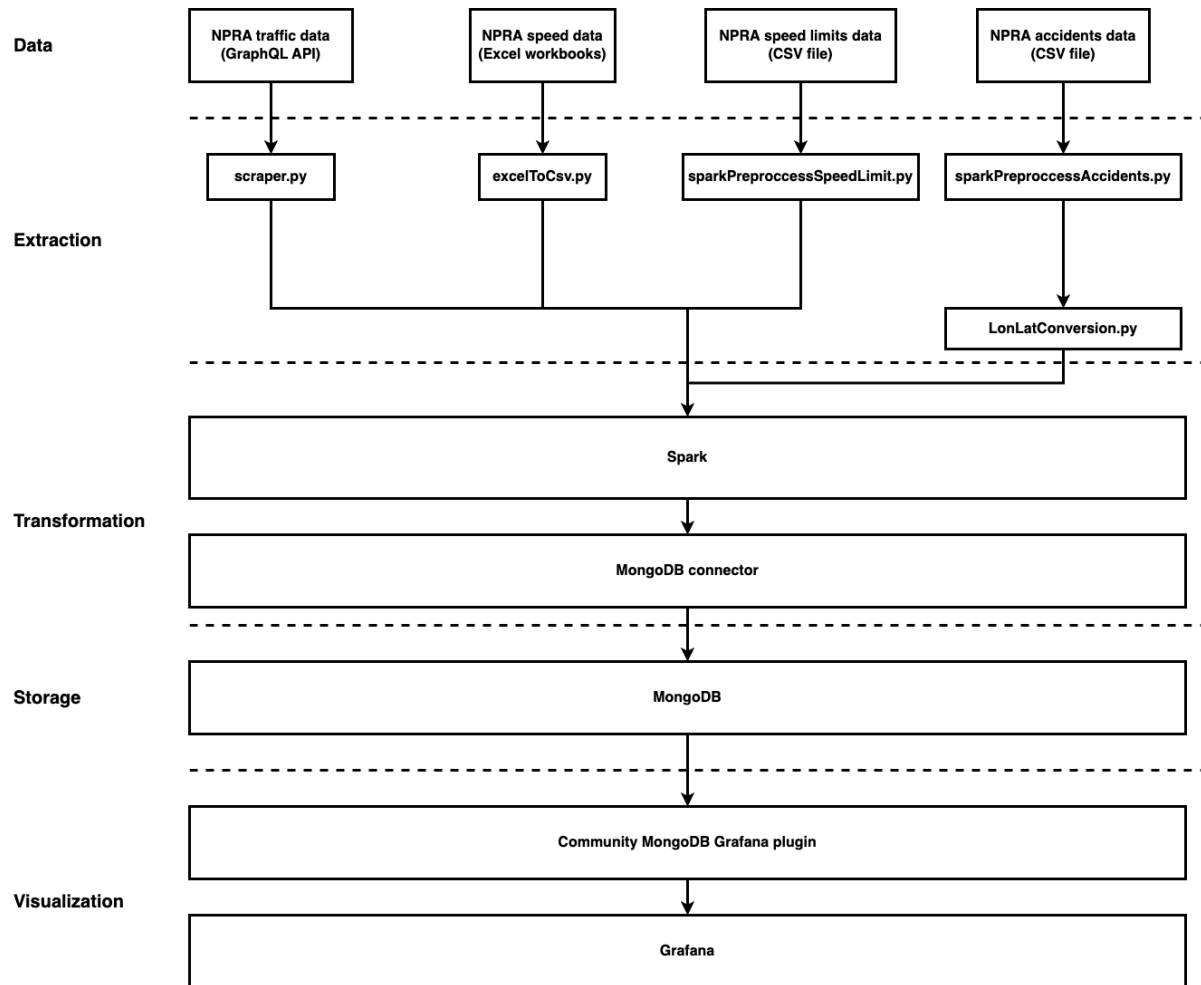 Data
NPRA traffic data
(GraphQL API)
NPRA speed data
(Excel workbooks)
NPRA speed limits data
(CSV file)
NPRA accidents data
(CSV file)
Extraction
scraper.py
excelToCsv.py
sparkPreproccessSpeedLimit.py
sparkPreproccessAccidents.py
LonLatConversion.py
Transformation
Spark
MongoDB connector
Storage
MongoDB
Visualization
Community MongoDB Grafana plugin
Grafana